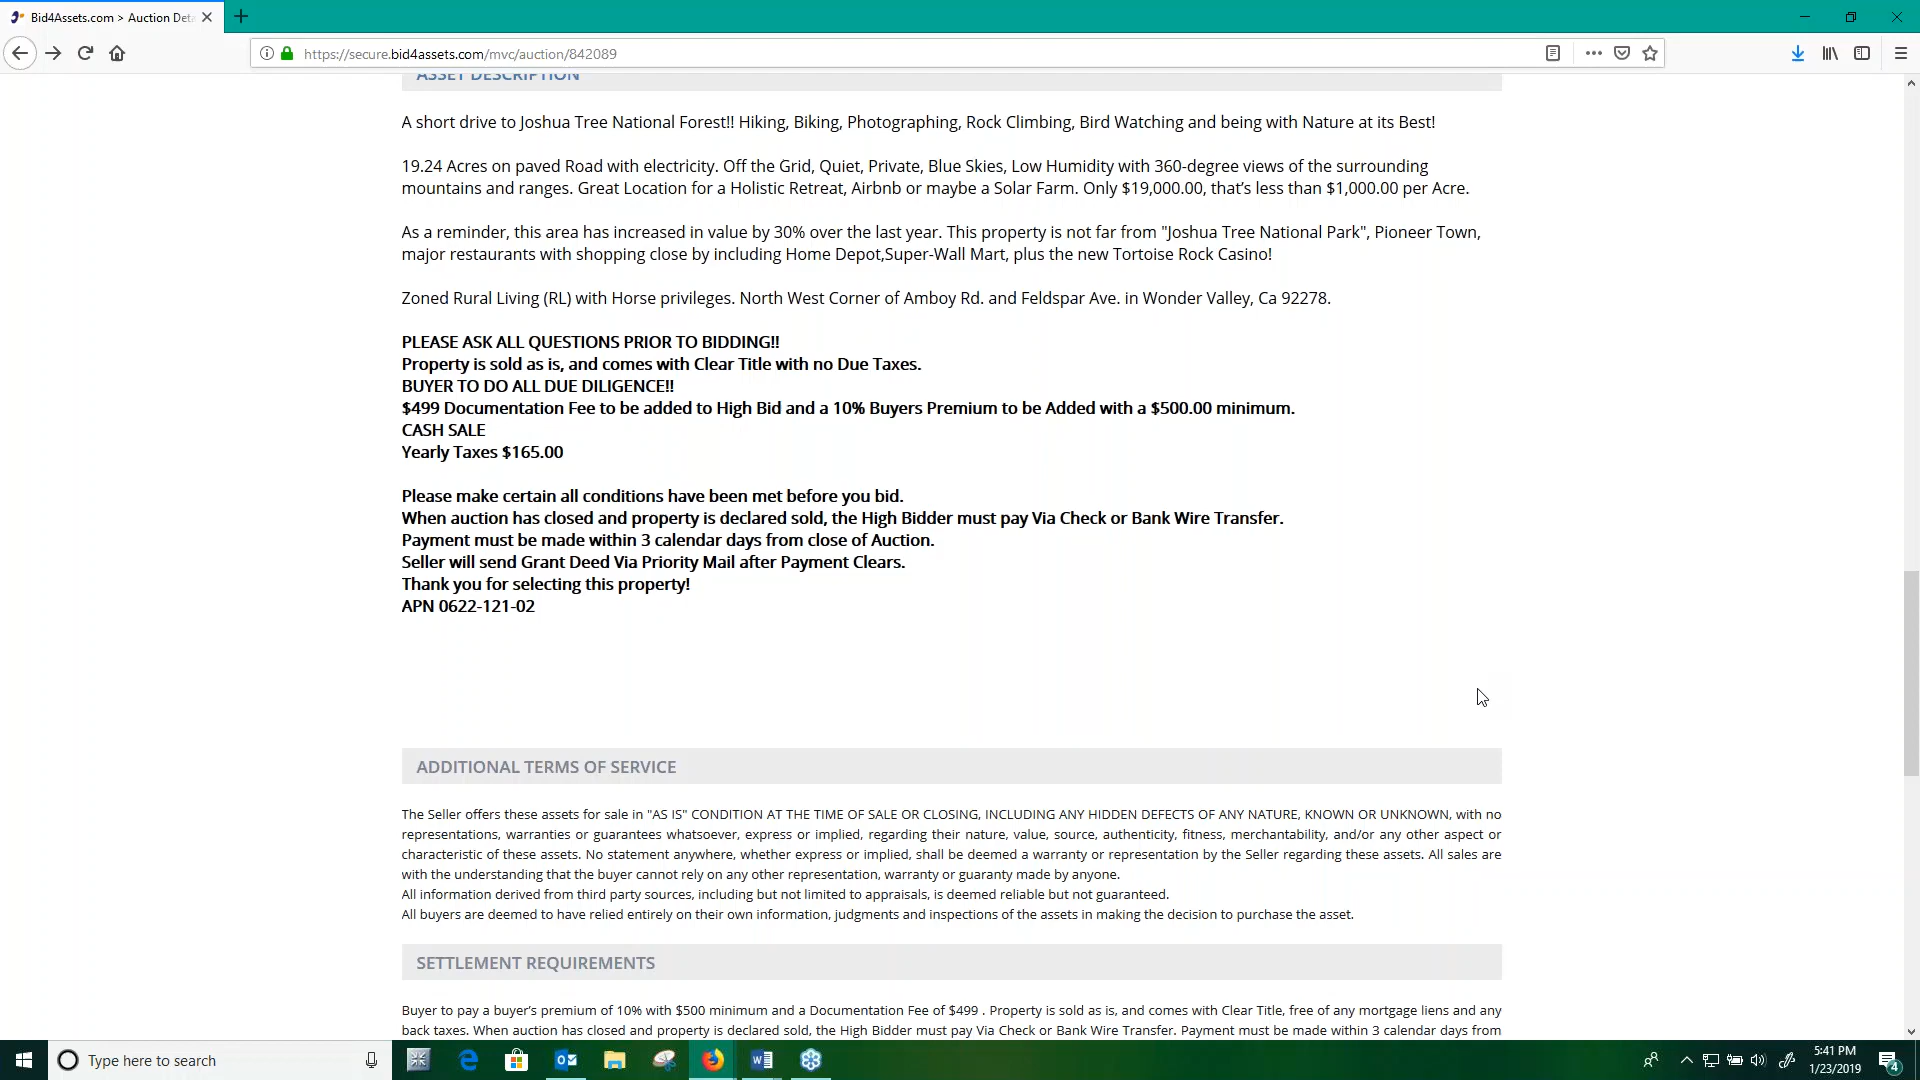 Bid4Assets.com > Auction Deta
https://secure.bid4assets.com/mvc/auction/842089
ASSET DESCRIPTION
A short drive to Joshua Tree National Forest!! Hiking, Biking, Photographing, Rock Climbing, Bird Watching and being with Nature at its Best!
19.24 Acres on paved Road with electricity. Off the Grid, Quiet, Private, Blue Skies, Low Humidity with 360-degree views of the surrounding
mountains and ranges. Great Location for a Holistic Retreat, Airbnb or maybe a Solar Farm. Only $19,000.00, that's less than $1,000.00 per Acre.
As a reminder, this area has increased in value by 30% over the last year. This property is not far from "Joshua Tree National Park", Pioneer Town,
major restaurants with shopping close by including Home Depot,Super-Wall Mart, plus the new Tortoise Rock Casino!
Zoned Rural Living (RL) with Horse privileges. North West Corner of Amboy Rd. and Feldspar Ave. in Wonder Valley, Ca 92278.
PLEASE ASK ALL QUESTIONS PRIOR TO BIDDING!!
Property is sold as is, and comes with Clear Title with no Due Taxes.
BUYER TO DO ALL DUE DILIGENCE!!
$499 Documentation Fee to be added to High Bid and a 10% Buyers Premium to be Added with a $500.00 minimum.
CASH SALE
Yearly Taxes $165.00
Please make certain all conditions have been met before you bid.
When auction has closed and property is declared sold, the High Bidder must pay Via Check or Bank Wire Transfer.
Payment must be made within 3 calendar days from close of Auction.
Seller will send Grant Deed Via Priority Mail after Payment Clears.
Thank you for selecting this property!
APN 0622-121-02
ADDITIONAL TERMS OF SERVICE
The Seller offers these assets for sale in "AS IS" CONDITION AT THE TIME OF SALE OR CLOSING, INCLUDING ANY HIDDEN DEFECTS OF ANY NATURE, KNOWN OR UNKNOWN, with no
representations, warranties or guarantees whatsoever, express or implied, regarding their nature, value, source, authenticity, fitness, merchantability, and/or any other aspect or
characteristic of these assets. No statement anywhere, whether express or implied, shall be deemed a warranty or representation by the Seller regarding these assets. All sales are
with the understanding that the buyer cannot rely on any other representation, warranty or guaranty made by anyone.
All information derived from third party sources, including but not limited to appraisals, is deemed reliable but not guaranteed.
All buyers are deemed to have relied entirely on their own information, judgments and inspections of the assets in making the decision to purchase the asset.
SETTLEMENT REQUIREMENTS
Buyer to pay a buyer's premium of 10% with $500 minimum and a Documentation Fee of $499 . Property is sold as is, and comes with Clear Title, free of any mortgage liens and any
back taxes. When auction has closed and property is declared sold, the High Bidder must pay Via Check or Bank Wire Transfer. Payment must be made within 3 calendar days from
Type here to search
5:41 PM
1/23/2019
4